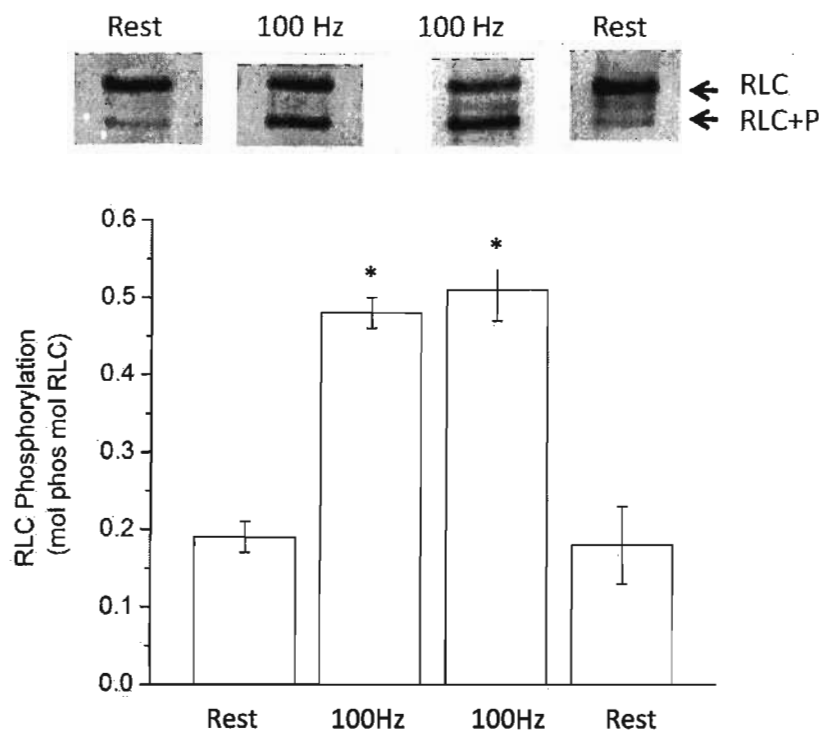 Rest 100 Hz 100 Hz Rest
RLC
RLC+P
0.6
*
*
0.5
0.4
0.3
0.2
0.1
0.0
RLC Phosphorylation
(mol phos mol RLC)
Rest 100Hz 100Hz Rest